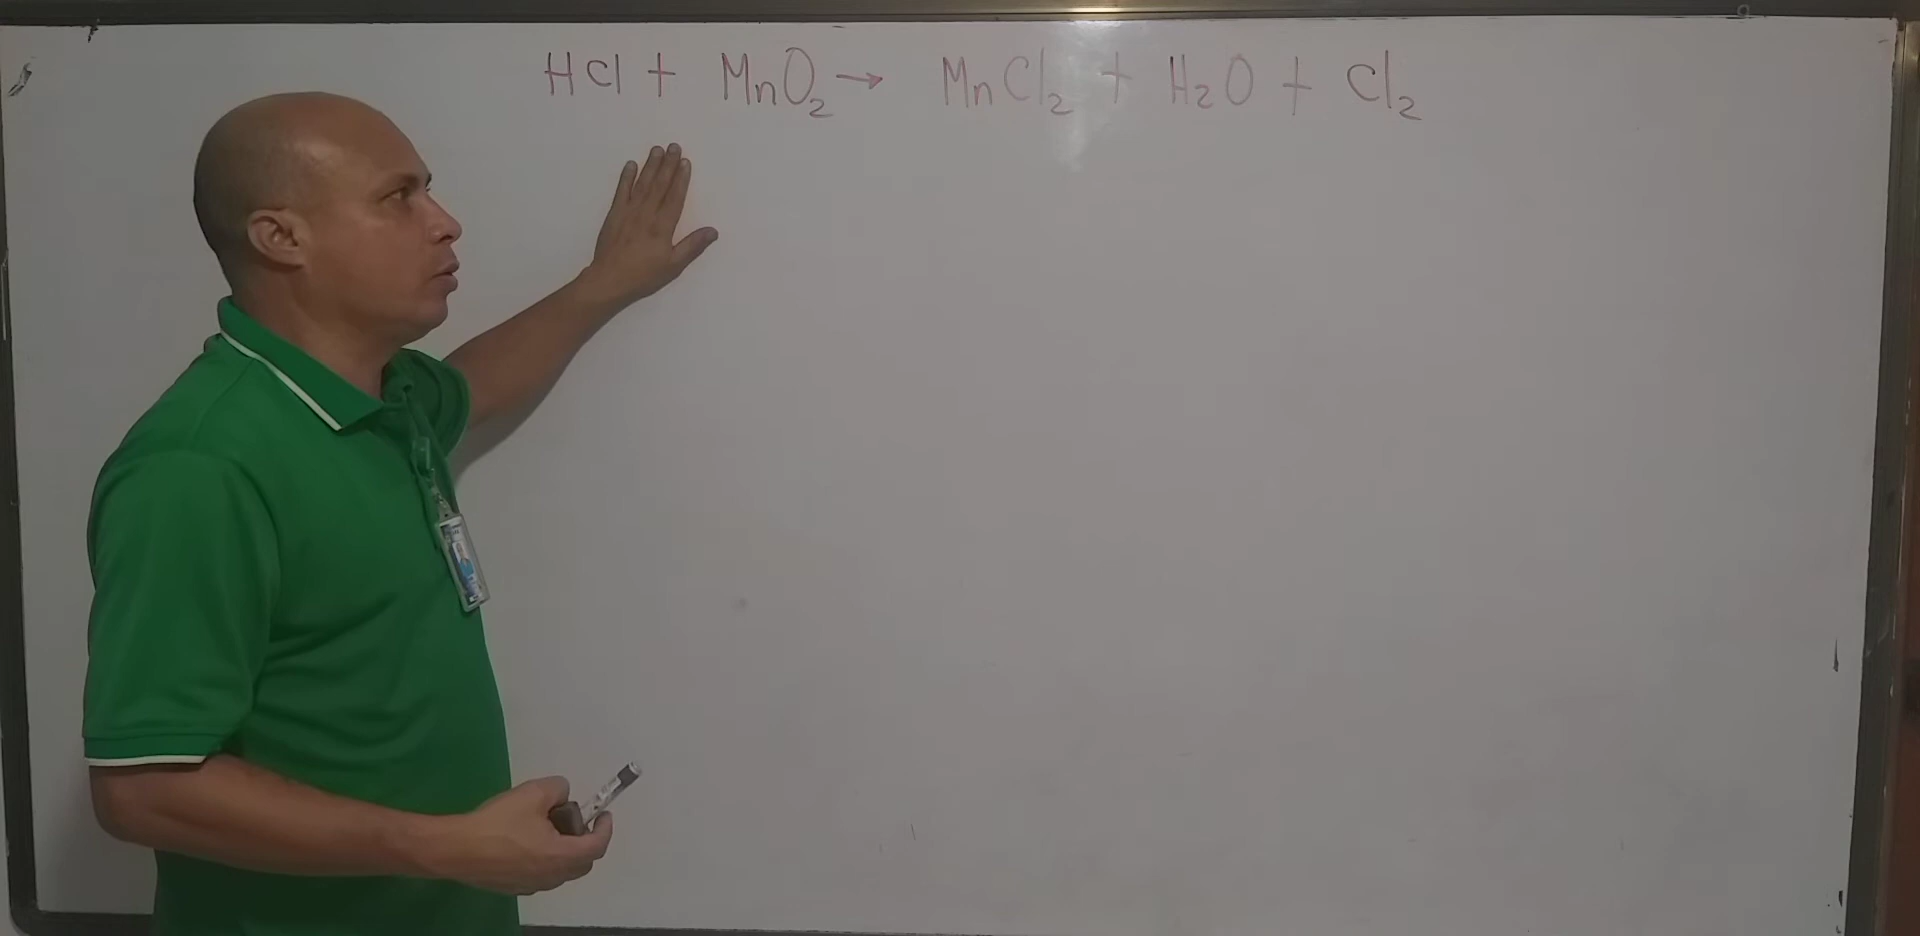 HCl + MnO₂ → MnCl₂ + H₂O + Cl₂